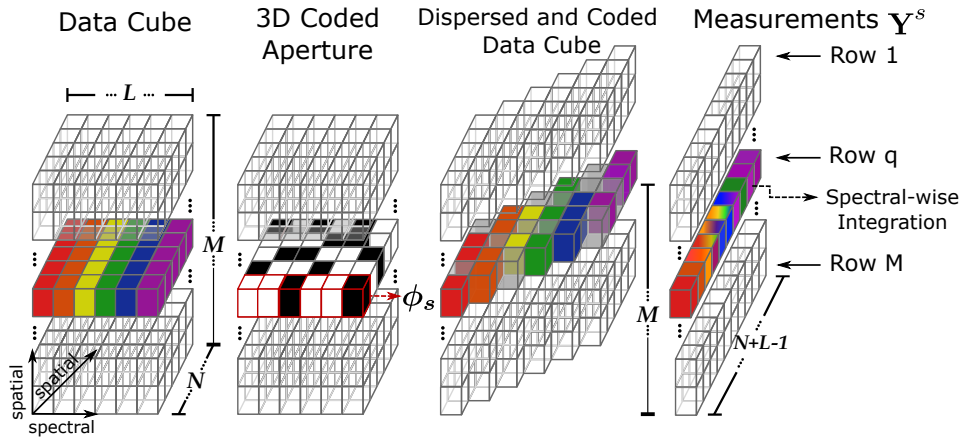 Data Cube
3D Coded
Aperture
Dispersed and Coded
Data Cube
Measurements Y^s
Row 1
L
M
Row q
Spectral-wise
Integration
ϕ_s
M
Row M
N+L-1
N
spatial
spatial
spectral